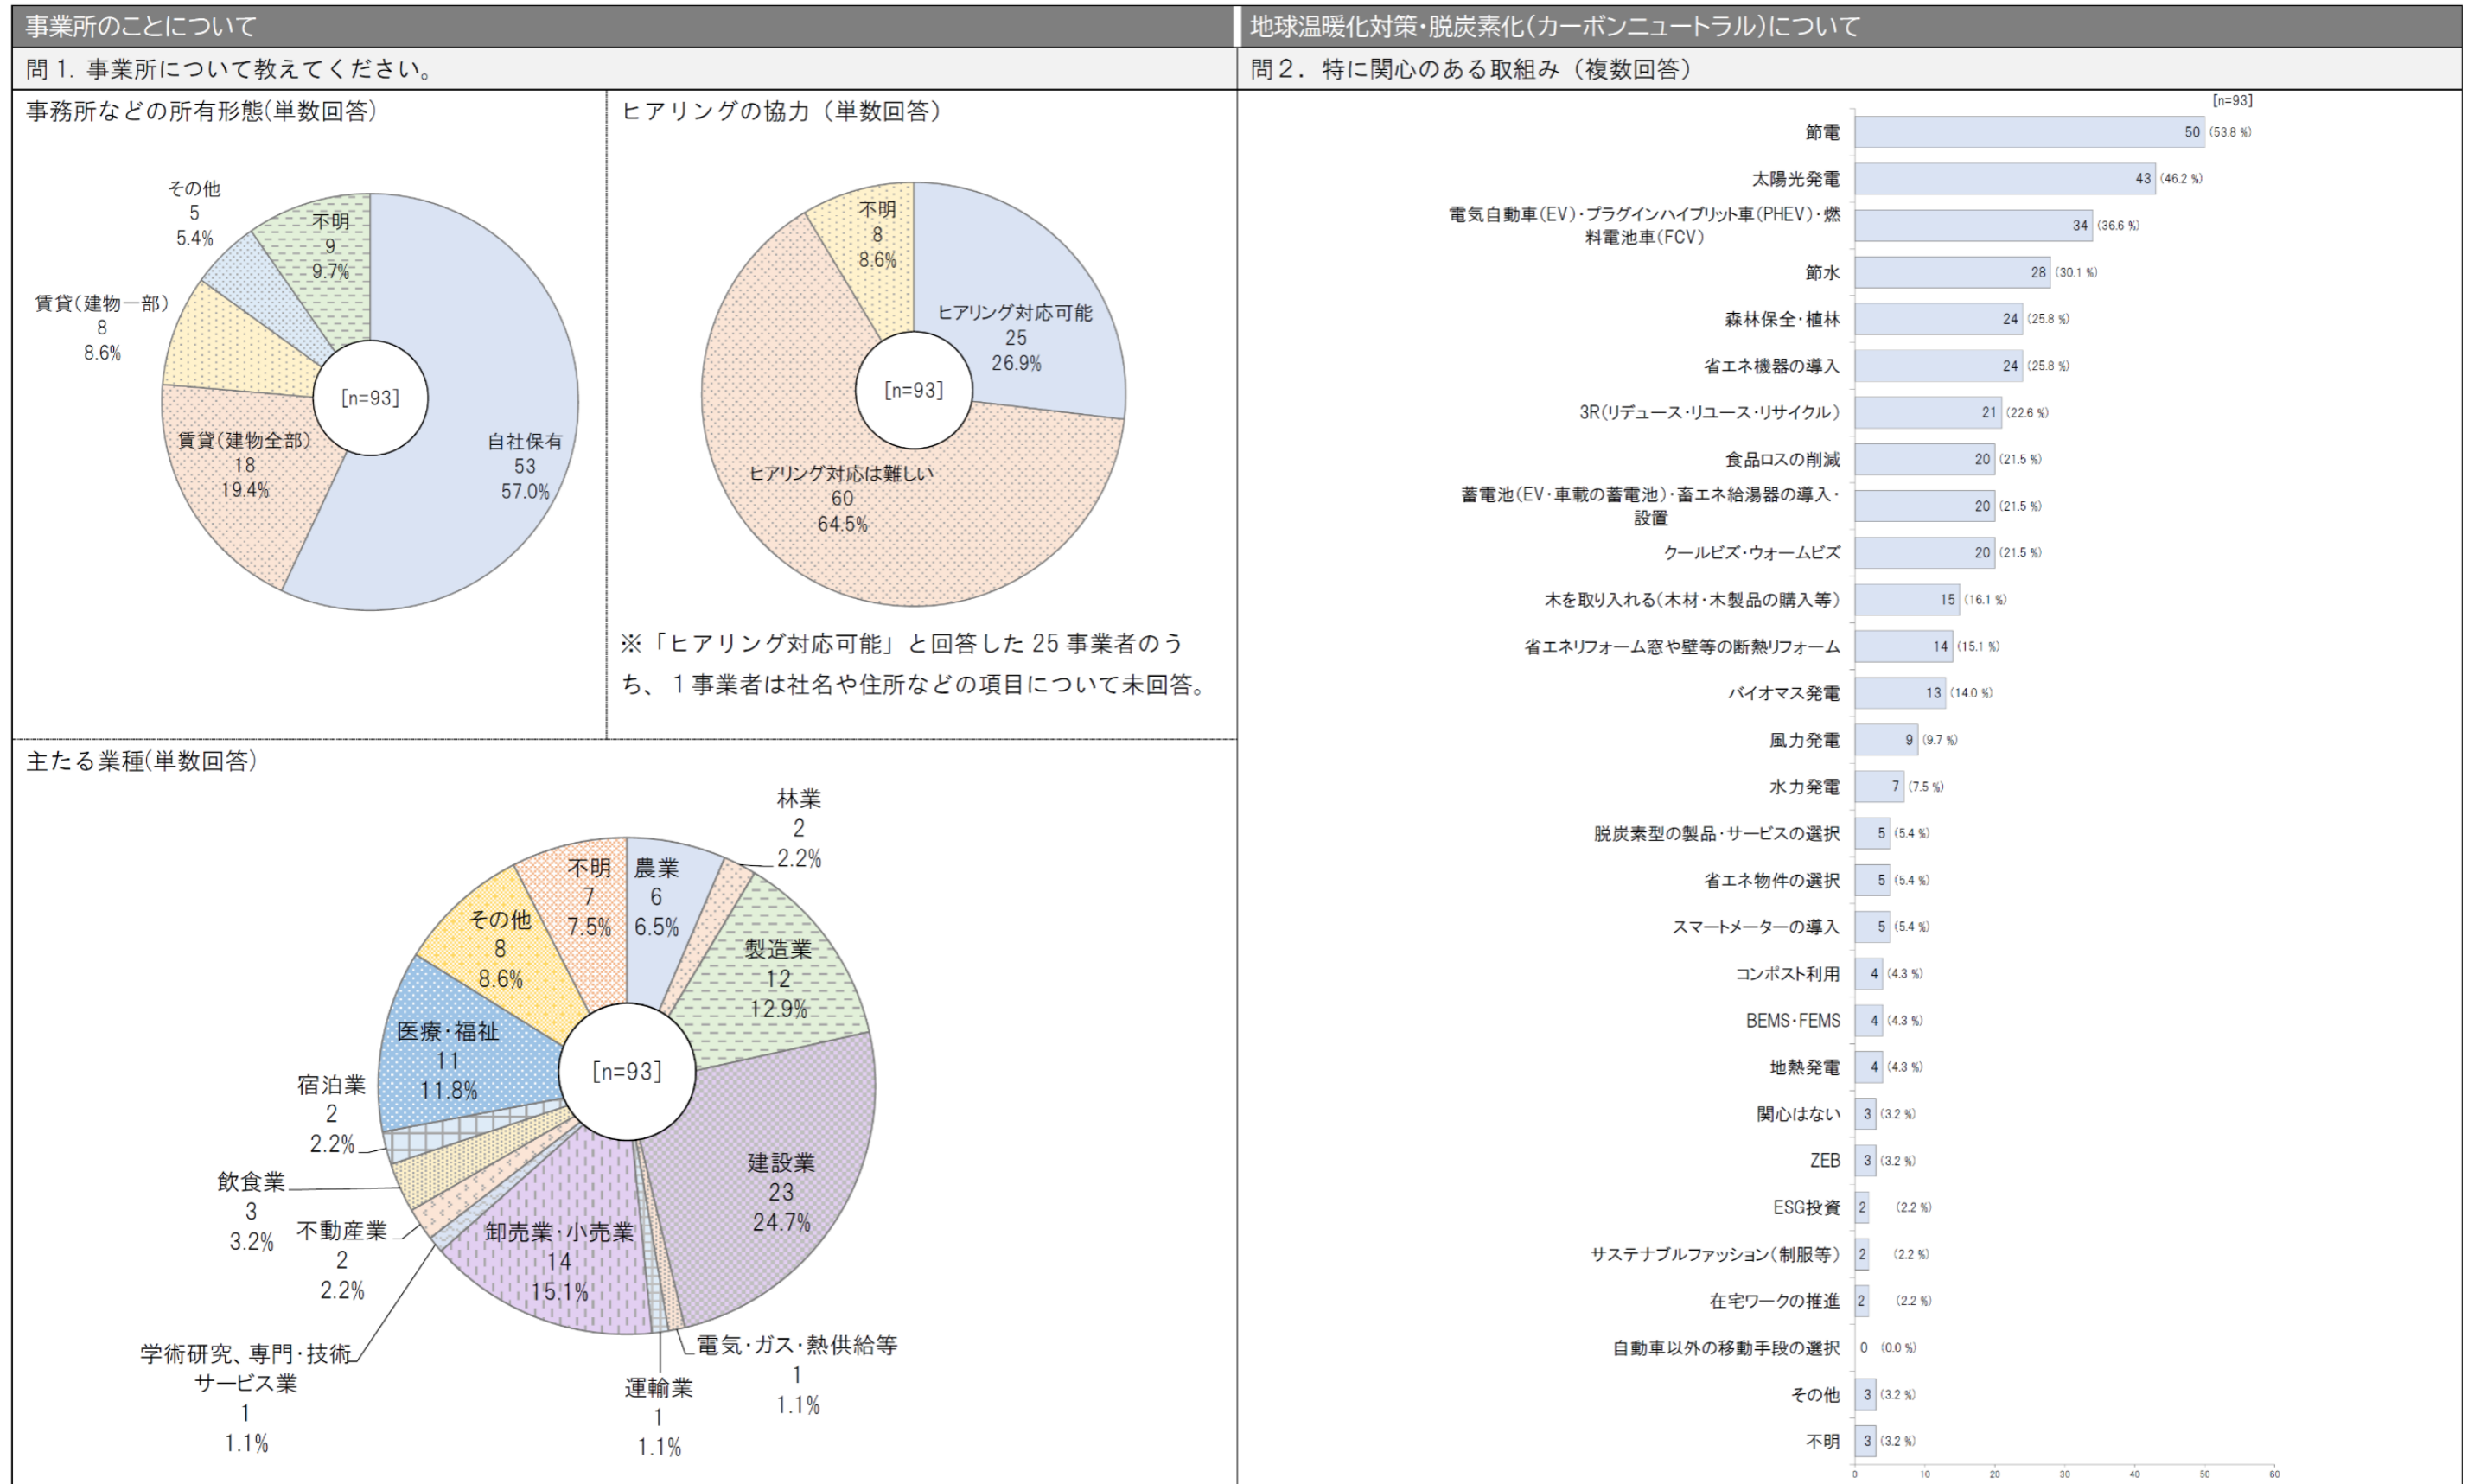 事業所のことについて
問 1. 事業所について教えてください。
事務所などの所有形態(単数回答)
その他
5
5.4%
不明
9
9.7%
賃貸(建物一部)
8
8.6%
賃貸(建物全部)
18
19.4%
[n=93]
自社保有
53
57.0%
ヒアリングの協力（単数回答）
不明
8
8.6%
ヒアリング対応可能
25
26.9%
[n=93]
ヒアリング対応は難しい
60
64.5%
※「ヒアリング対応可能」と回答した 25 事業者のう
ち、１事業者は社名や住所などの項目について未回答。
主たる業種(単数回答)
林業
2
2.2%
不明
7
7.5%
農業
6
6.5%
その他
8
8.6%
製造業
12
12.9%
医療・福祉
11
11.8%
[n=93]
宿泊業
2
2.2%
建設業
23
24.7%
飲食業
3
3.2%
不動産業
2
2.2%
卸売業・小売業
14
15.1%
学術研究、専門・技術
サービス業
1
1.1%
運輸業
1
1.1%
電気・ガス・熱供給等
1
1.1%
地球温暖化対策・脱炭素化(カーボンニュートラル)について
問２．特に関心のある取組み（複数回答）
[n=93]
節電 50 (53.8 %)
太陽光発電 43 (46.2 %)
電気自動車(EV)・プラグインハイブリット車(PHEV)・燃
料電池車(FCV) 34 (36.6 %)
節水 28 (30.1 %)
森林保全・植林 24 (25.8 %)
省エネ機器の導入 24 (25.8 %)
3R(リデュース・リユース・リサイクル) 21 (22.6 %)
食品ロスの削減 20 (21.5 %)
蓄電池(EV・車載の蓄電池)・畜エネ給湯器の導入・
設置 20 (21.5 %)
クールビズ・ウォームビズ 20 (21.5 %)
木を取り入れる(木材・木製品の購入等) 15 (16.1 %)
省エネリフォーム窓や壁等の断熱リフォーム 14 (15.1 %)
バイオマス発電 13 (14.0 %)
風力発電 9 (9.7 %)
水力発電 7 (7.5 %)
脱炭素型の製品・サービスの選択 5 (5.4 %)
省エネ物件の選択 5 (5.4 %)
スマートメーターの導入 5 (5.4 %)
コンポスト利用 4 (4.3 %)
BEMS・FEMS 4 (4.3 %)
地熱発電 4 (4.3 %)
関心はない 3 (3.2 %)
ZEB 3 (3.2 %)
ESG投資 2 (2.2 %)
サステナブルファッション(制服等) 2 (2.2 %)
在宅ワークの推進 2 (2.2 %)
自動車以外の移動手段の選択 0 (0.0 %)
その他 3 (3.2 %)
不明 3 (3.2 %)
0 10 20 30 40 50 60